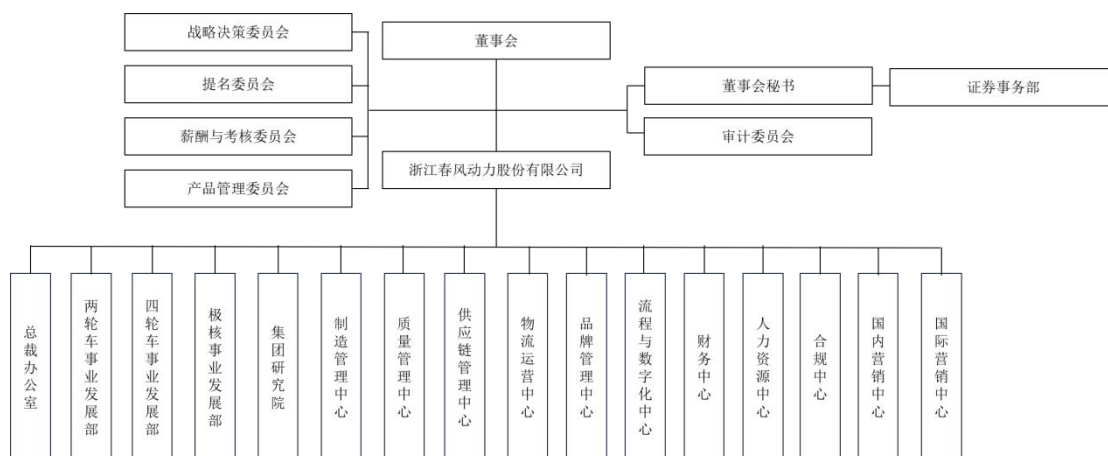 战略决策委员会
董事会
提名委员会
董事会秘书
证券事务部
薪酬与考核委员会
审计委员会
浙江春风动力股份有限公司
产品管理委员会
总裁办公室
两轮车事业发展部
四轮车事业发展部
极核事业发展部
集团研究院
制造管理中心
质量管理中心
供应链管理中心
物流运营中心
品牌管理中心
流程与数字化中心
财务中心
人力资源中心
合规中心
国内营销中心
国际营销中心